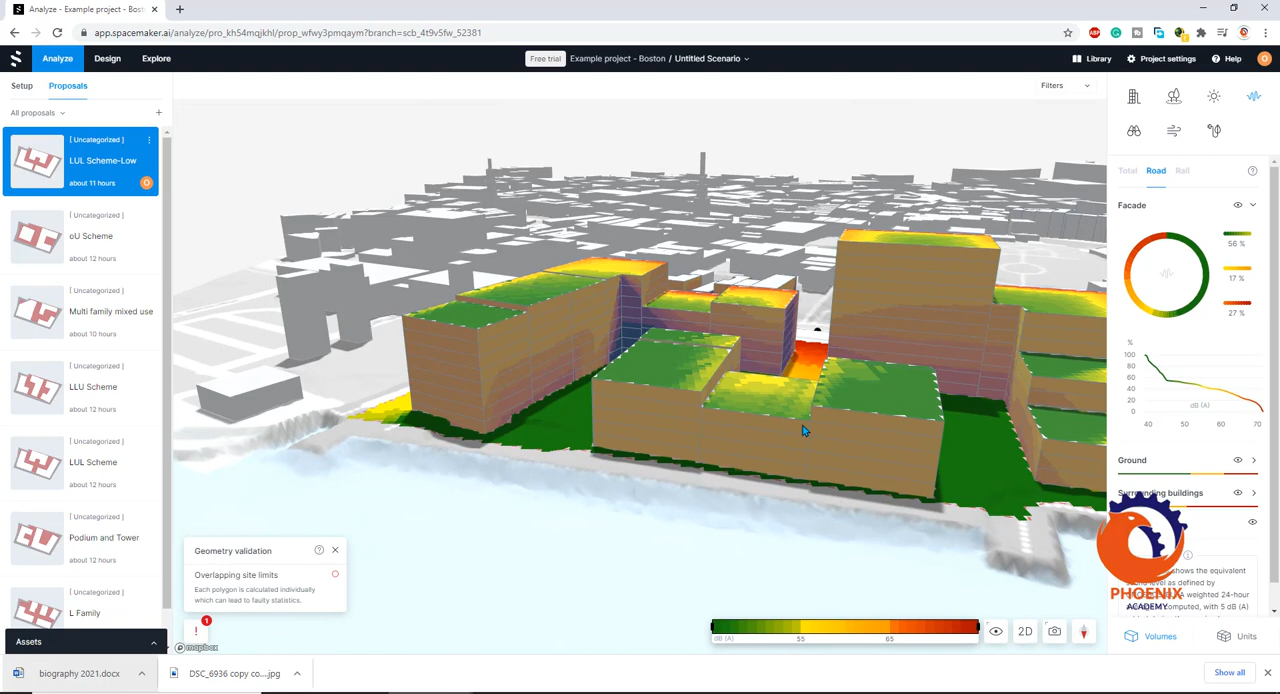 Analyze - Example project - Bost
app.spacemaker.ai/analyze/pro_kh54mqjkhl/prop_wfwy3pmqaym?branch=scb_4t9v5fw_52381
ABP
Analyze
Design
Explore
Free trial
Example project - Boston / Untitled Scenario
Library
Project settings
Help
O
Setup
Proposals
All proposals
Filters
[ Uncategorized ]
LUL Scheme-Low
about 11 hours
O
[ Uncategorized ]
oU Scheme
about 12 hours
[ Uncategorized ]
Multi family mixed use
about 10 hours
[ Uncategorized ]
LLU Scheme
about 12 hours
[ Uncategorized ]
LUL Scheme
about 12 hours
[ Uncategorized ]
Podium and Tower
about 12 hours
[ Uncategorized ]
L Family
Assets
Geometry validation
Overlapping site limits
Each polygon is calculated individually
which can lead to faulty statistics.
1
mapbox
dB (A)
55
65
2D
Total
Road
Rail
Facade
56 %
17 %
27 %
%
100
80
60
40
20
0
dB (A)
40
50
60
70
Ground
Surrounding buildings
shows the equivalent
level as defined by
A weighted 24-hour
computed, with 5 dB (A)
PHOENIX
ACADEMY
Volumes
Units
biography 2021.docx
DSC_6936 copy co....jpg
Show all